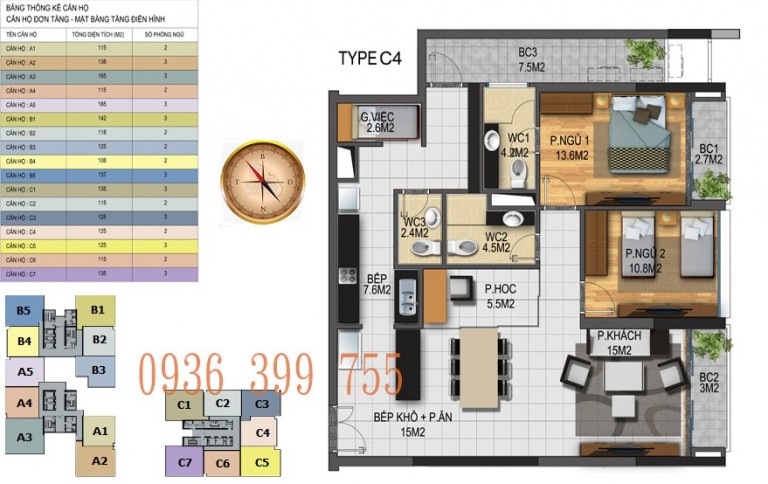 BẢNG THỐNG KÊ CĂN HỘ
CĂN HỘ ĐƠN TẦNG - MẶT BẰNG TẦNG ĐIỂN HÌNH
TÊN CĂN HỘ TỔNG DIỆN TÍCH (M2) SỐ PHÒNG NGỦ
CĂN HỘ : A1 115 2
CĂN HỘ : A2 138 3
CĂN HỘ : A3 165 3
CĂN HỘ : A4 115 2
CĂN HỘ : A5 165 3
CĂN HỘ : B1 142 3
CĂN HỘ : B2 118 2
CĂN HỘ : B3 125 2
CĂN HỘ : B4 108 2
CĂN HỘ : B5 137 3
CĂN HỘ : C1 135 3
CĂN HỘ : C2 115 2
CĂN HỘ : C3 125 3
CĂN HỘ : C4 125 2
CĂN HỘ : C5 125 3
CĂN HỘ : C6 115 2
CĂN HỘ : C7 135 3
TYPE C4
BC3
7.5M2
G.VIỆC
2.6M2
WC1
4.2M2
P.NGỦ 1
13.6M2
BC1
2.7M2
WC3
2.4M2
WC2
4.5M2
P.NGỦ 2
10.8M2
BẾP
7.6M2
P.HỌC
5.5M2
P.KHÁCH
15M2
BC2
3M2
BẾP KHÔ + P.ĂN
15M2
B
T
D
N
B5 B1
B4 B2
A5 B3
A4
A3 A1
A2
C1 C2 C3
C4
C7 C6 C5
0936 399 755